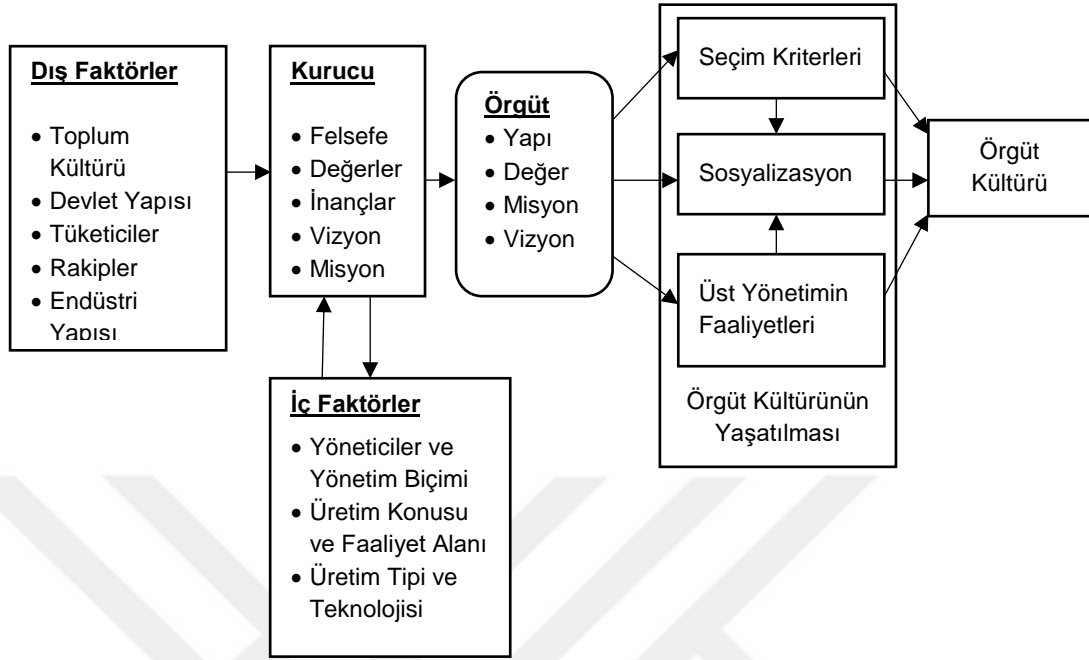 Dış Faktörler
• Toplum
Kültürü
• Devlet Yapısı
• Tüketiciler
• Rakipler
• Endüstri
Yapısı
Kurucu
• Felsefe
• Değerler
• İnançlar
• Vizyon
• Misyon
İç Faktörler
• Yöneticiler ve
Yönetim Biçimi
• Üretim Konusu
ve Faaliyet Alanı
• Üretim Tipi ve
Teknolojisi
Örgüt
• Yapı
• Değer
• Misyon
• Vizyon
Seçim Kriterleri
Sosyalizasyon
Üst Yönetimin
Faaliyetleri
Örgüt Kültürünün
Yaşatılması
Örgüt
Kültürü